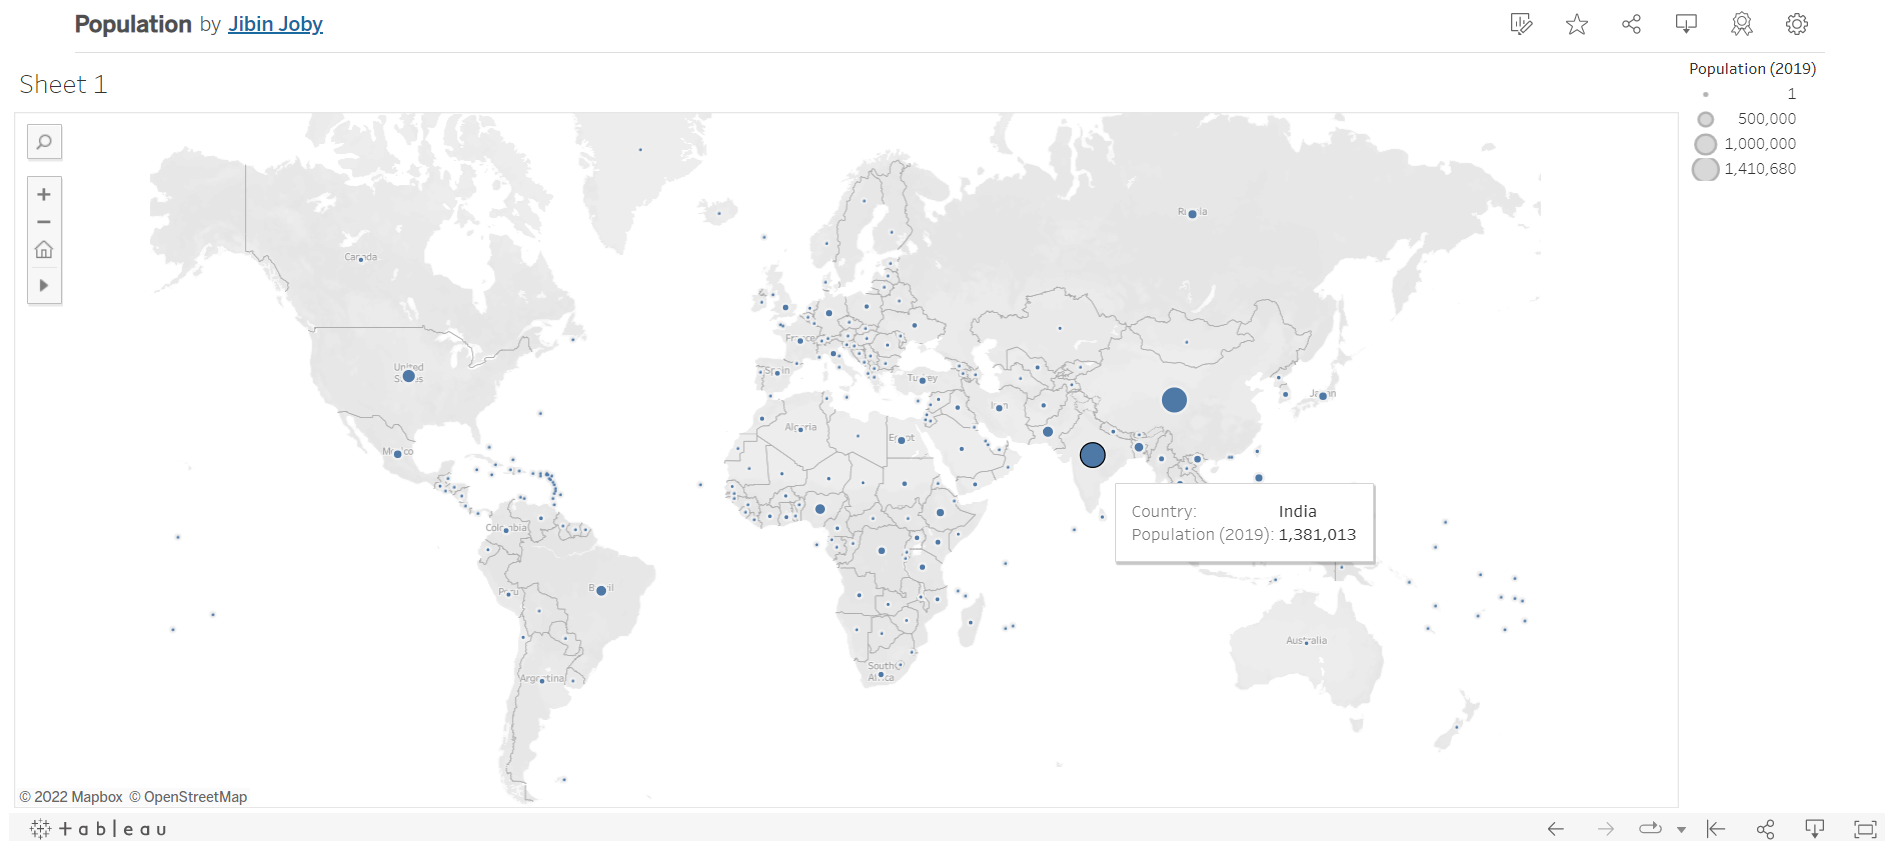 Population by Jibin Joby
Sheet 1
Population (2019)
1
500,000
1,000,000
1,410,680
Canada
United
States
Mexico
Colombia
Peru
Brazil
Argentina
France
Spain
Turkey
Algeria
Egypt
Iran
Russia
Japan
South
Africa
Australia
Country: India
Population (2019): 1,381,013
© 2022 Mapbox © OpenStreetMap
+ableau